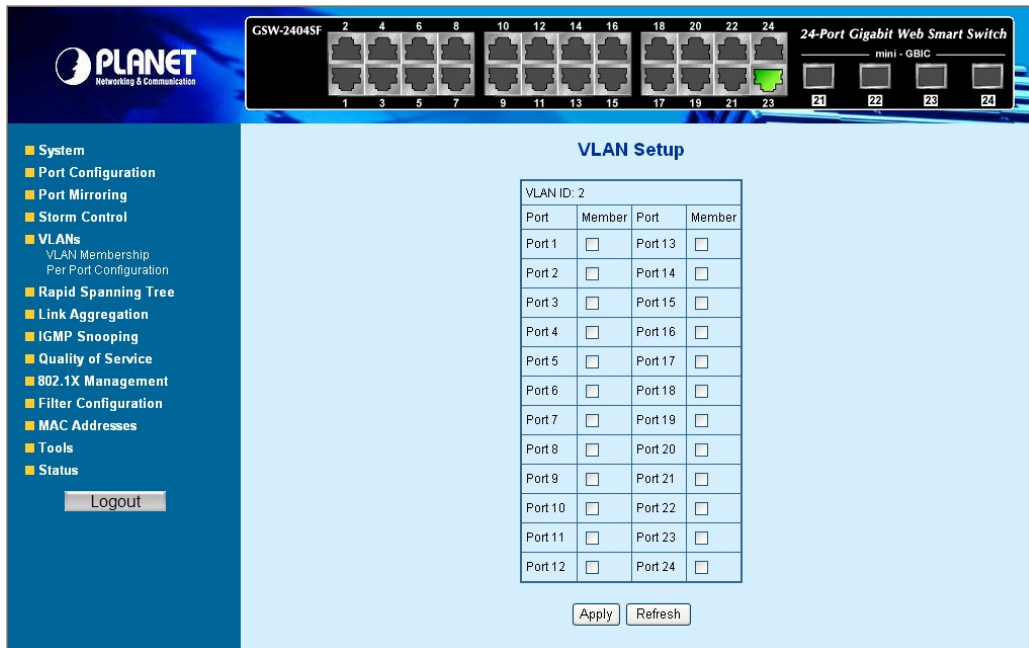 PLANET
Networking & Communication
GSW-2404SF
2 4 6 8 10 12 14 16 18 20 22 24
1 3 5 7 9 11 13 15 17 19 21 23
24-Port Gigabit Web Smart Switch
mini - GBIC
21 22 23 24
System
Port Configuration
Port Mirroring
Storm Control
VLANs
VLAN Membership
Per Port Configuration
Rapid Spanning Tree
Link Aggregation
IGMP Snooping
Quality of Service
802.1X Management
Filter Configuration
MAC Addresses
Tools
Status
Logout
VLAN Setup
VLAN ID: 2
Port Member Port Member
Port 1 Port 13
Port 2 Port 14
Port 3 Port 15
Port 4 Port 16
Port 5 Port 17
Port 6 Port 18
Port 7 Port 19
Port 8 Port 20
Port 9 Port 21
Port 10 Port 22
Port 11 Port 23
Port 12 Port 24
Apply Refresh